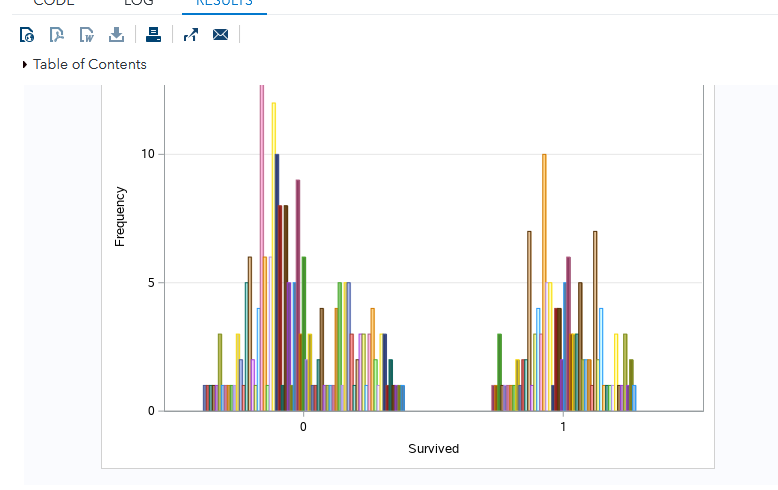 CODE LOG RESULTS
Table of Contents
10
5
0
Frequency
0 1
Survived